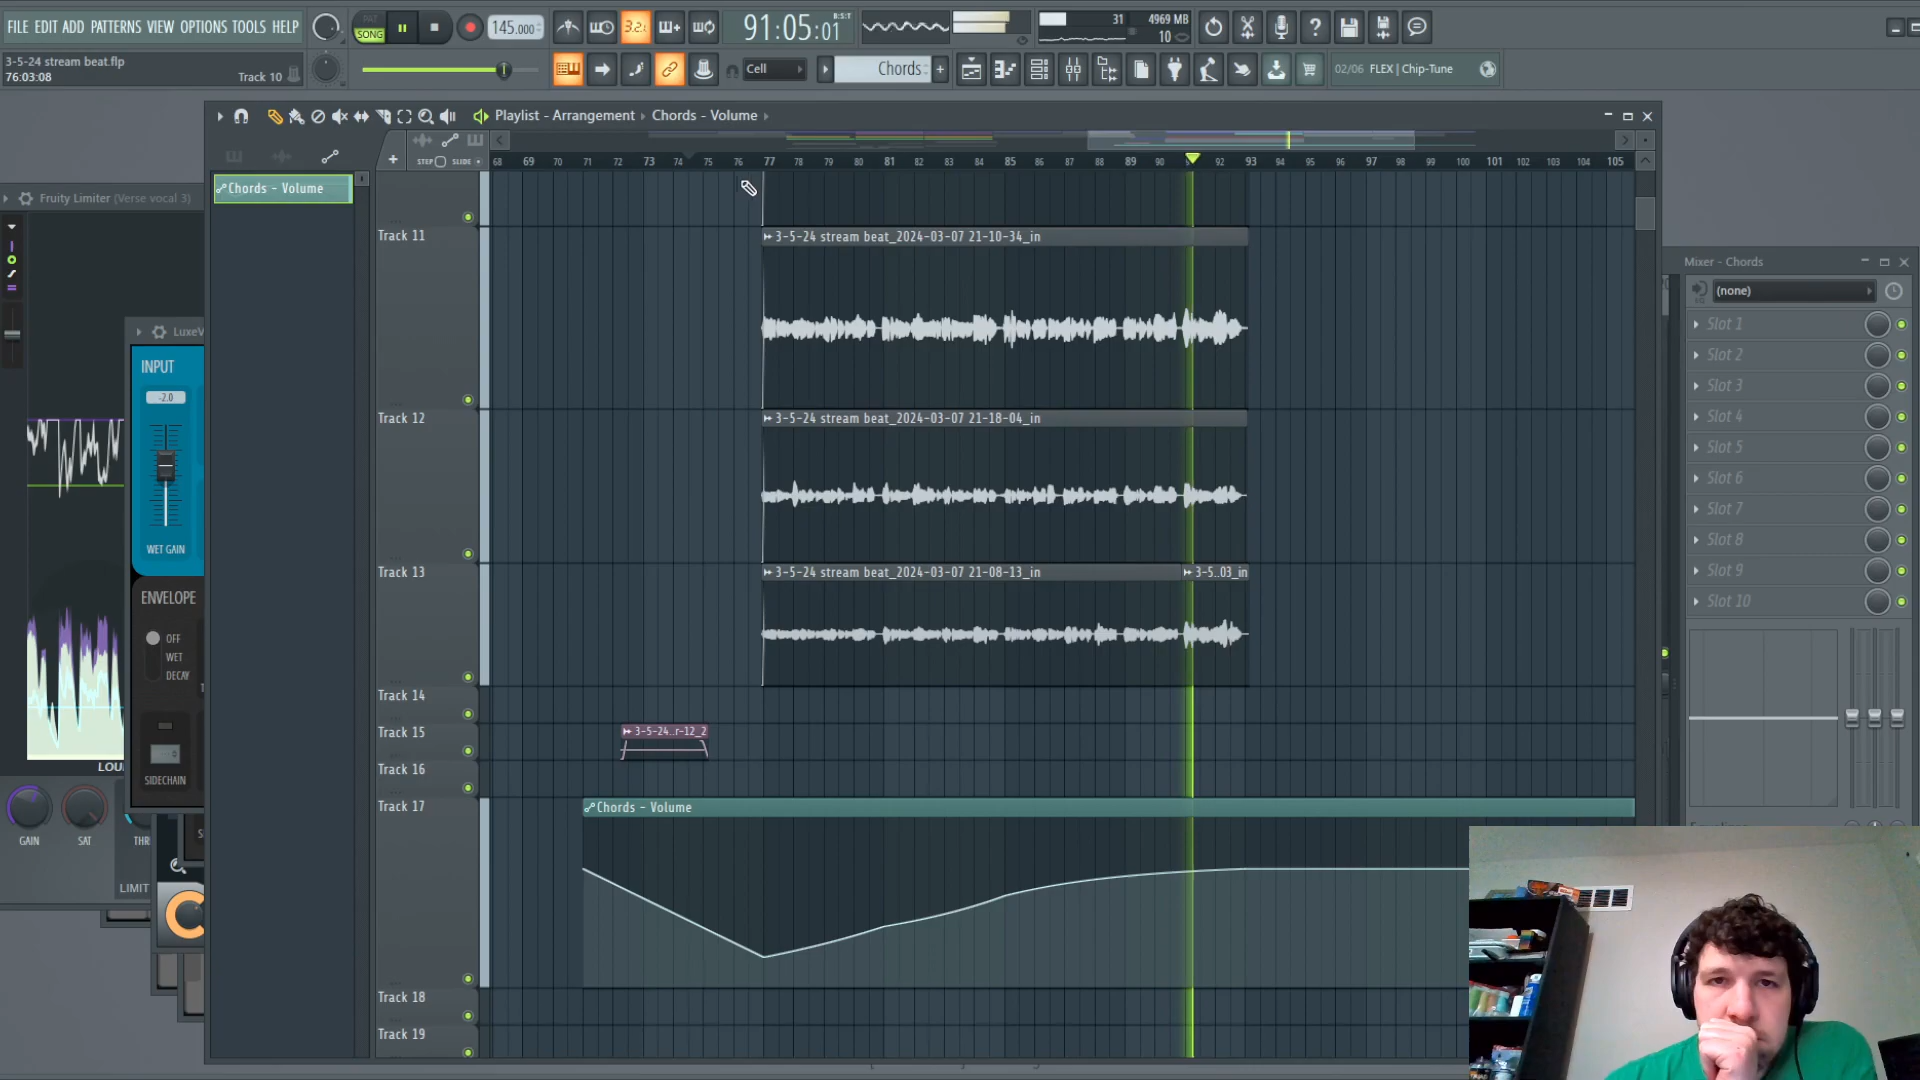 FILE EDIT ADD PATTERNS VIEW OPTIONS TOOLS HELP
PAT
SONG
145.000
3.2.
91:05:01
B:S:T
31
4969 MB
10
3-5-24 stream beat.flp
76:03:08
Track 10
Cell
Chords
02/06 FLEX | Chip-Tune
Playlist - Arrangement
Chords - Volume
STEP
SLIDE
68 69 70 71 72 73 74 75 76 77 78 79 80 81 82 83 84 85 86 87 88 89 90 92 93 94 95 96 97 98 99 100 101 102 103 104 105
Chords - Volume
Fruity Limiter (Verse vocal 3)
Track 11
3-5-24 stream beat_2024-03-07 21-10-34_in
Mixer - Chords
(none)
Slot 1
Slot 2
Slot 3
Slot 4
Slot 5
Slot 6
Slot 7
Slot 8
Slot 9
Slot 10
LuxeV
INPUT
-2.0
WET GAIN
ENVELOPE
OFF
WET
DECAY
SIDECHAIN
Track 12
3-5-24 stream beat_2024-03-07 21-18-04_in
Track 13
3-5-24 stream beat_2024-03-07 21-08-13_in
3-5..03_in
Track 14
Track 15
3-5-24..r-12_2
Track 16
Track 17
Chords - Volume
Track 18
Track 19
LOU
GAIN
SAT
THR
LIMIT